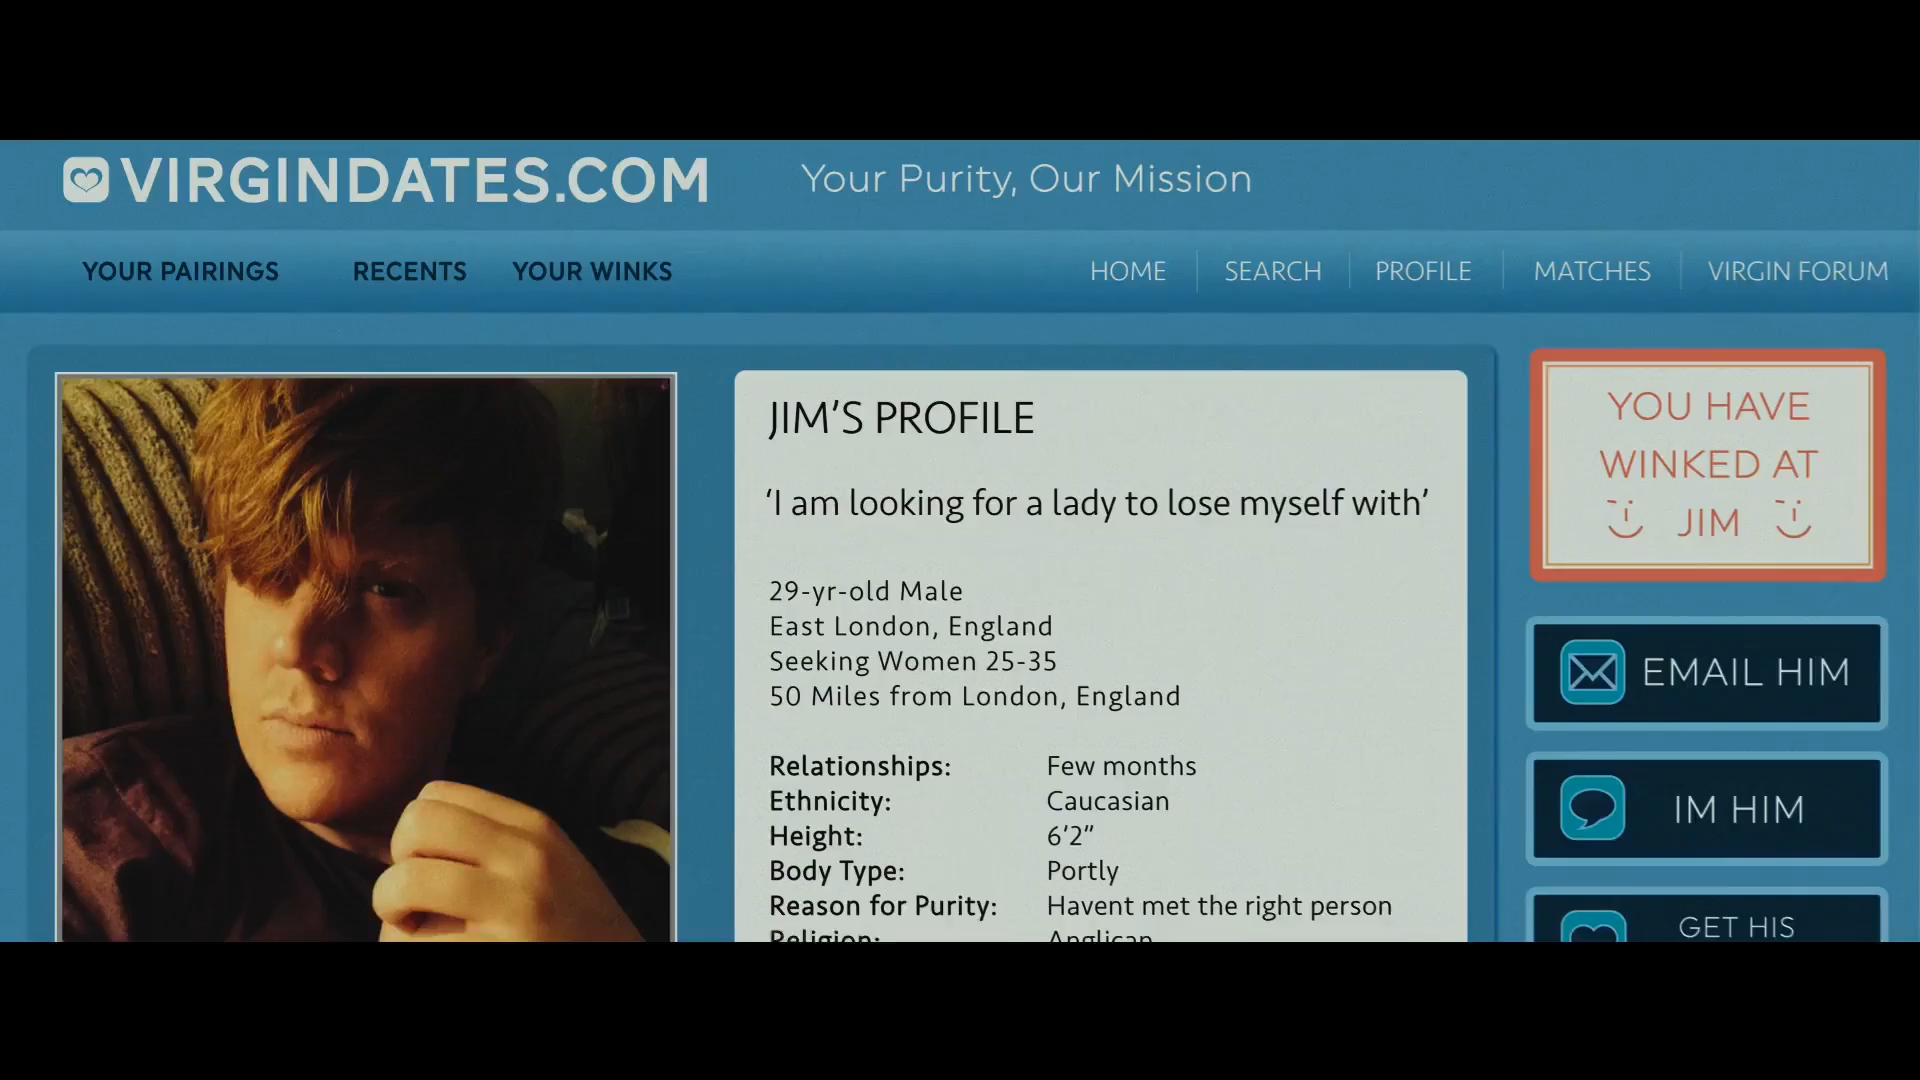 VIRGINDATES.COM
Your Purity, Our Mission
YOUR PAIRINGS
RECENTS
YOUR WINKS
HOME
SEARCH
PROFILE
MATCHES
VIRGIN FORUM
JIM'S PROFILE
'I am looking for a lady to lose myself with'
29-yr-old Male
East London, England
Seeking Women 25-35
50 Miles from London, England
Relationships: Few months
Ethnicity: Caucasian
Height: 6'2"
Body Type: Portly
Reason for Purity: Havent met the right person
Religion: Anglican
YOU HAVE
WINKED AT
JIM
EMAIL HIM
IM HIM
GET HIS